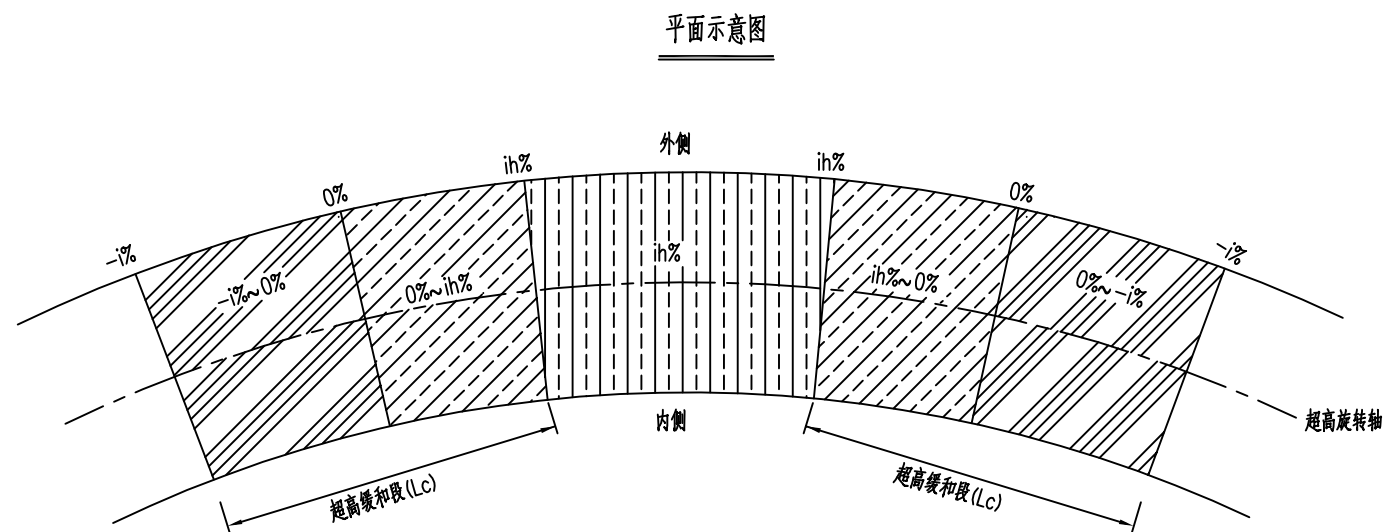 平面示意图
外侧
ih%
ih%
0%
0%
-i%
-i%
ih%
-i%~0%
0%~ih%
ih%~0%
0%~-i%
内侧
超高旋转轴
超高缓和段(Lc)
超高缓和段(Lc)